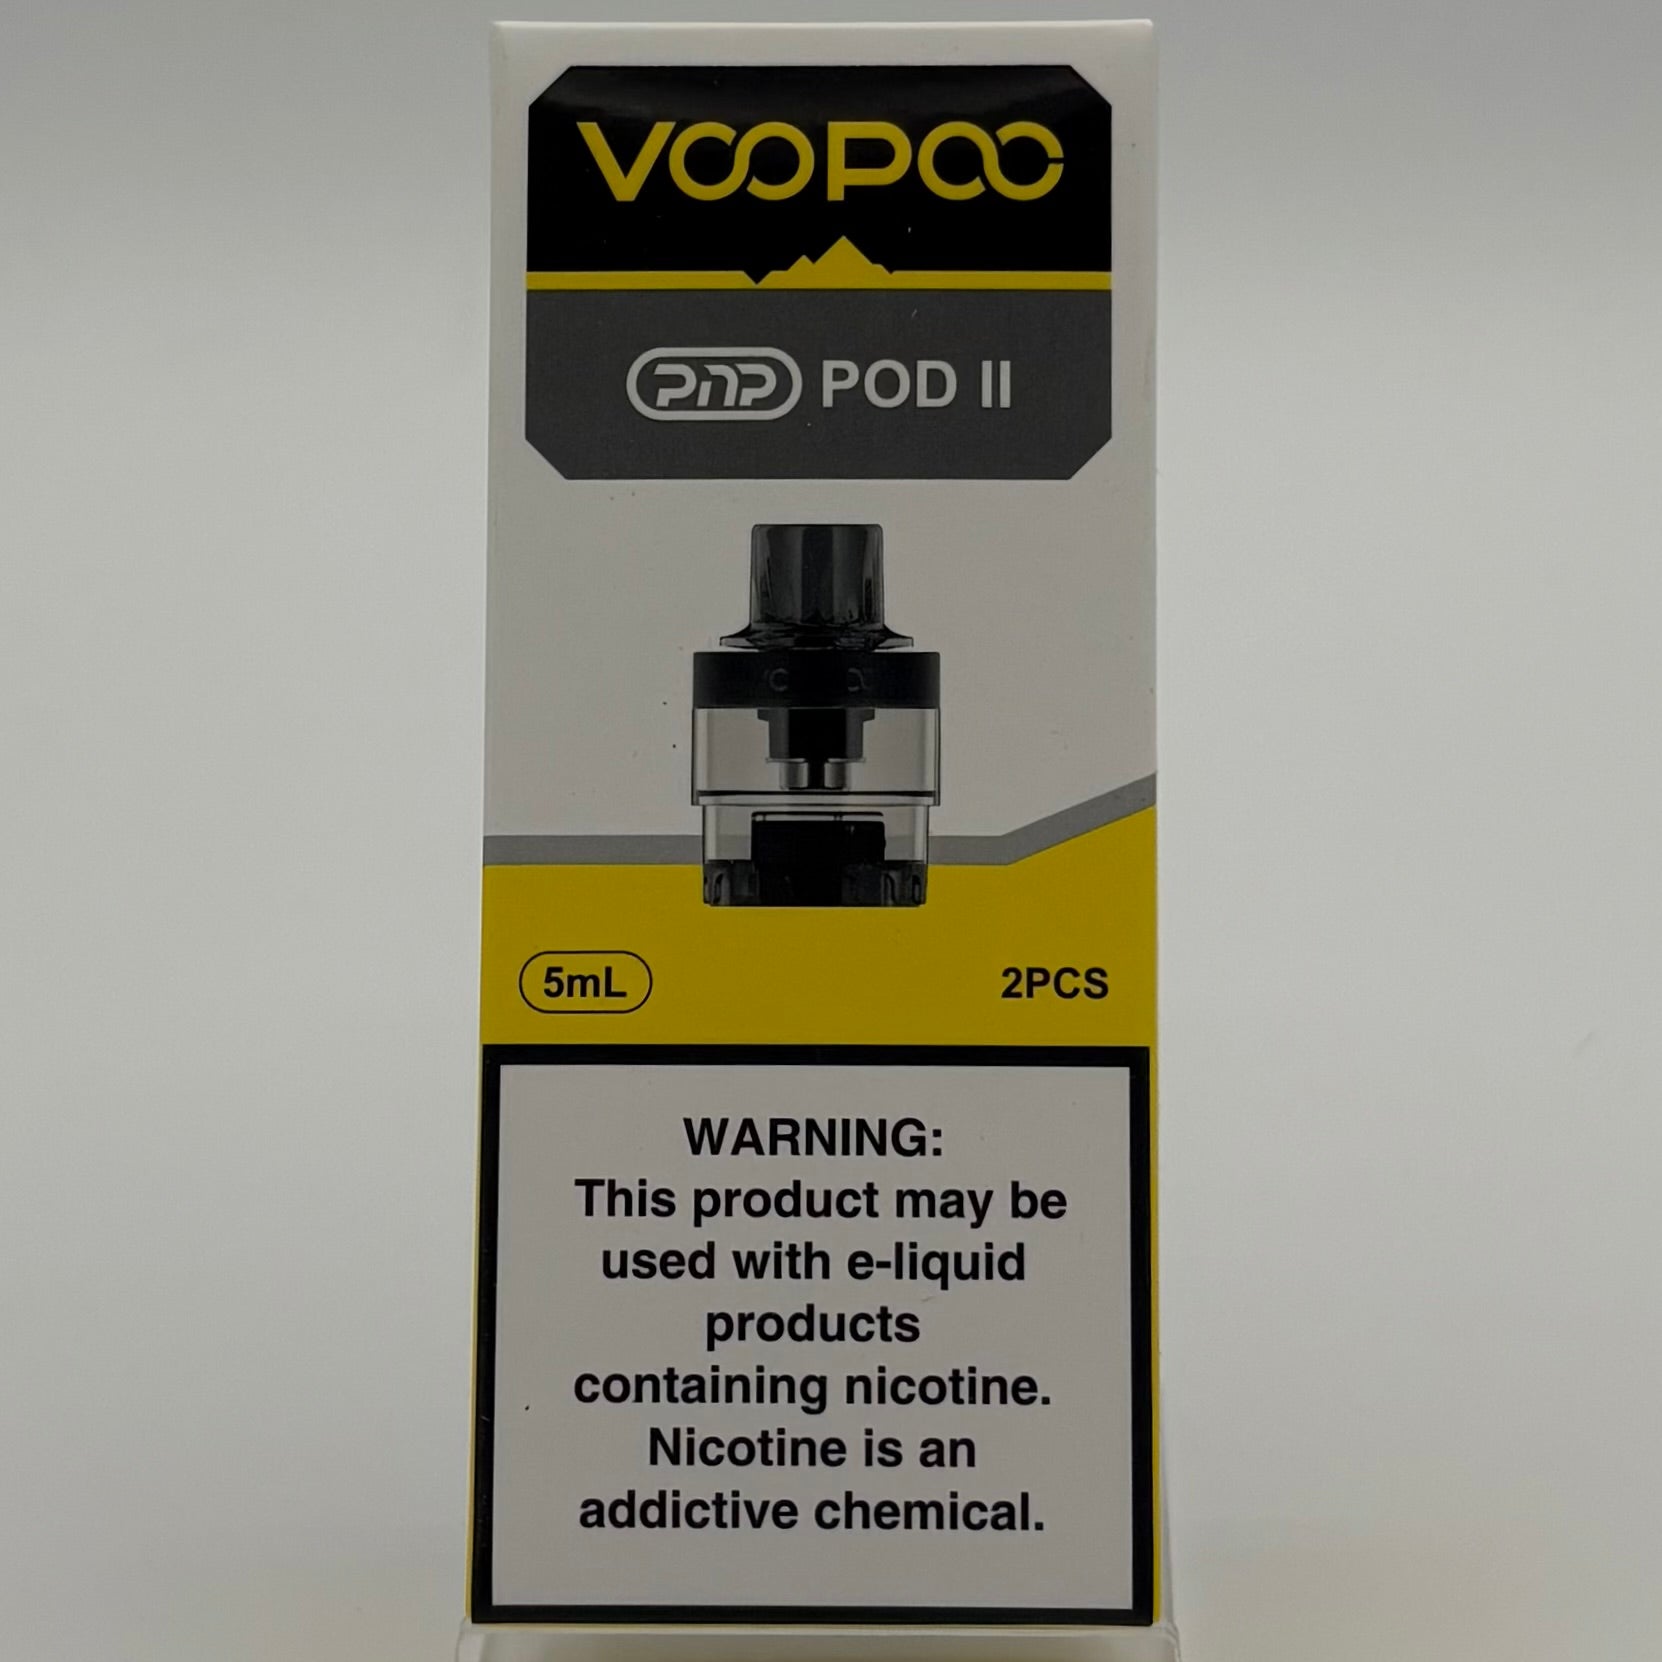 VOOPOO
PnP POD II
5mL
2PCS
WARNING:
This product may be
used with e-liquid
products
containing nicotine.
Nicotine is an
addictive chemical.